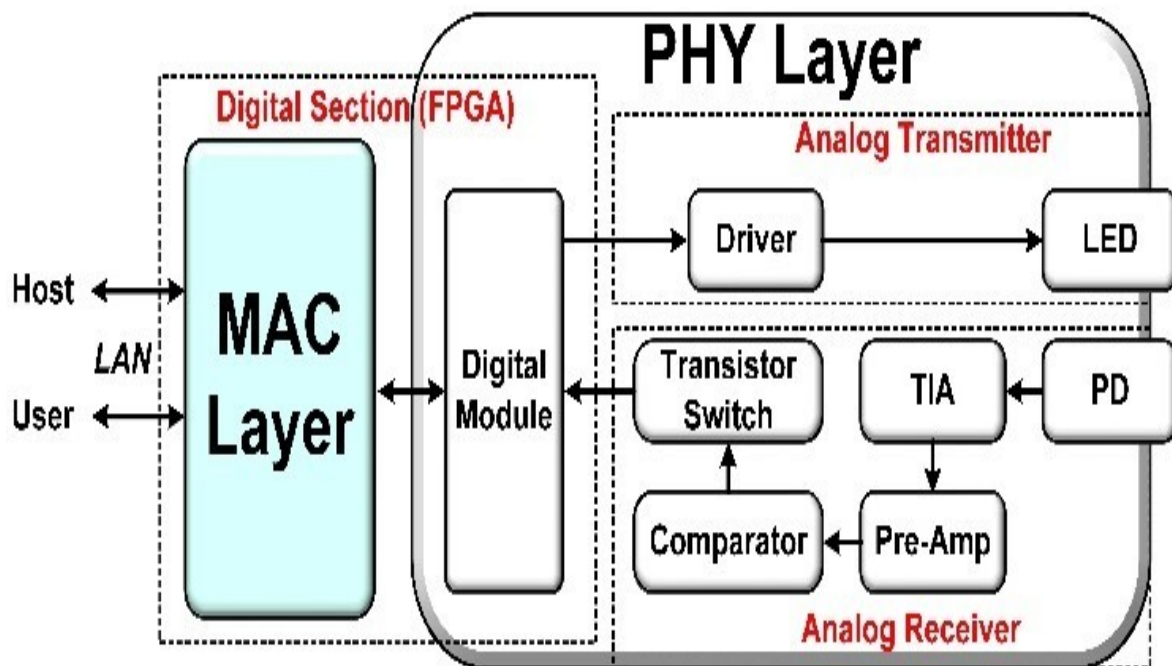 PHY Layer
Digital Section (FPGA)
Analog Transmitter
Driver
LED
Host
LAN
User
MAC
Layer
Digital
Module
Transistor
Switch
TIA
PD
Comparator
Pre-Amp
Analog Receiver